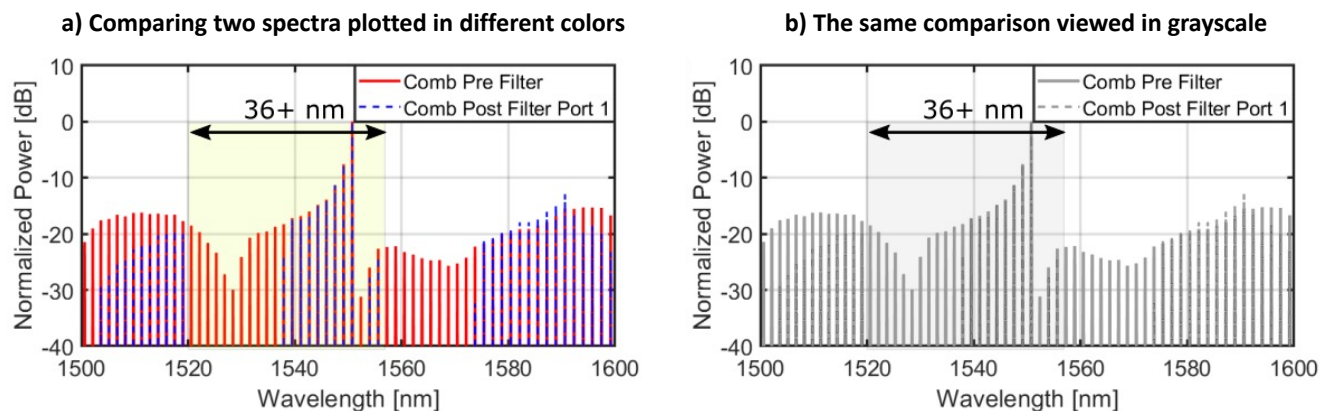 a) Comparing two spectra plotted in different colors
b) The same comparison viewed in grayscale
Normalized Power [dB]
10
0
-10
-20
-30
-40
36+ nm
Comb Pre Filter
Comb Post Filter Port 1
1500 1520 1540 1560 1580 1600
Wavelength [nm]
Normalized Power [dB]
10
0
-10
-20
-30
-40
36+ nm
Comb Pre Filter
Comb Post Filter Port 1
1500 1520 1540 1560 1580 1600
Wavelength [nm]